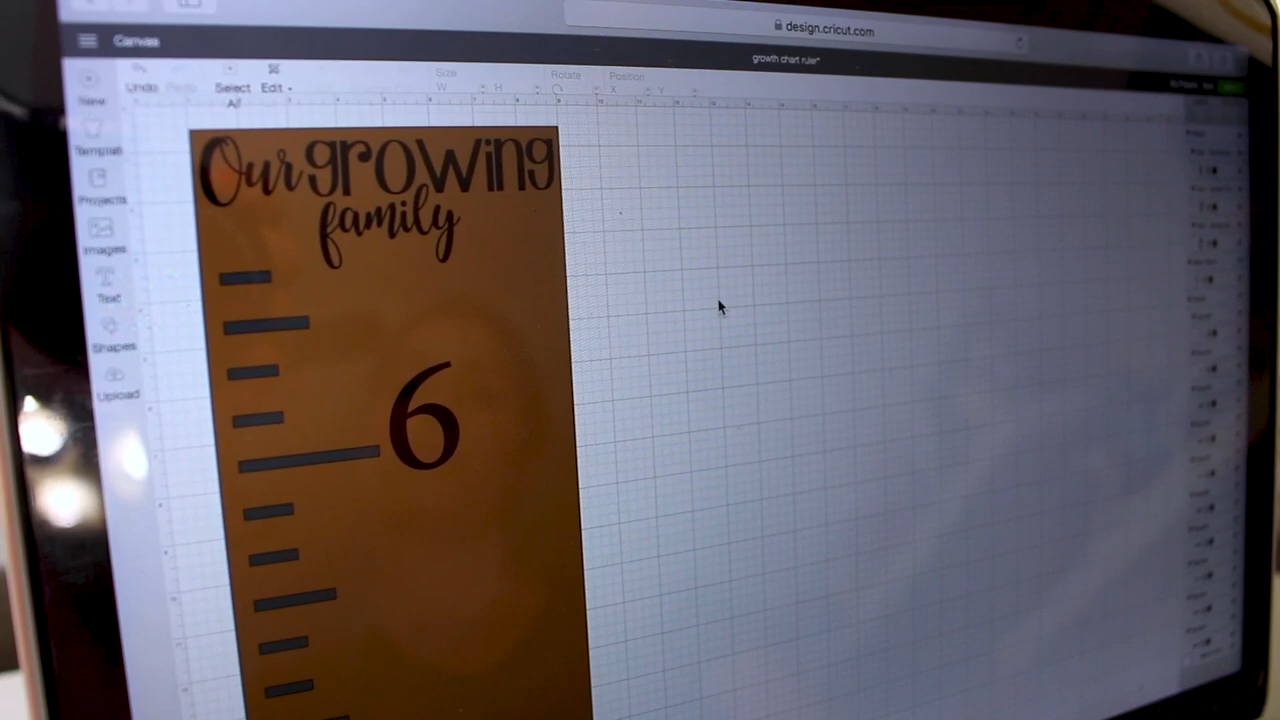 design.cricut.com
Canvas
growth chart ruler*
Undo
Select
All
Edit
Size
W
H
Rotate
Position
X
Y
New
Projects
Images
Text
Shapes
Upload
Our growing
family
6